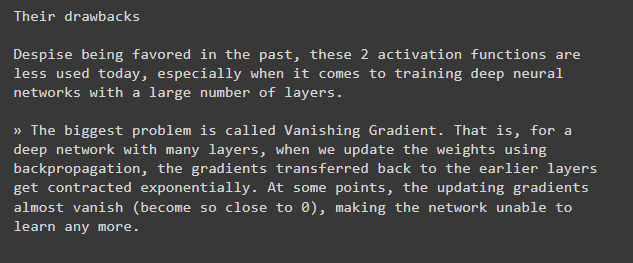 Their drawbacks
Despise being favored in the past, these 2 activation functions are
less used today, especially when it comes to training deep neural
networks with a large number of layers.
» The biggest problem is called Vanishing Gradient. That is, for a
deep network with many layers, when we update the weights using
backpropagation, the gradients transferred back to the earlier layers
get contracted exponentially. At some points, the updating gradients
almost vanish (become so close to 0), making the network unable to
learn any more.